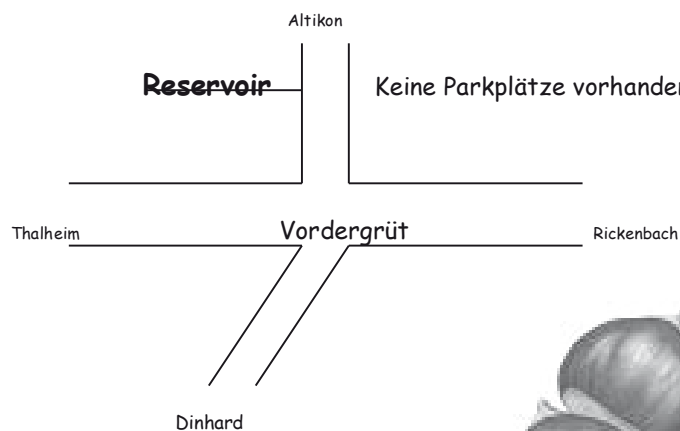 Altikon
Reservoir
Keine Parkplätze vorhanden
Thalheim
Vordergrüt
Rickenbach
Dinhard